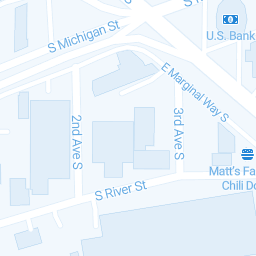 S Michigan St
U.S. Bank
E Marginal Way S
2nd Ave S
3rd Ave S
Matt's Fa
Chili Do
S River St